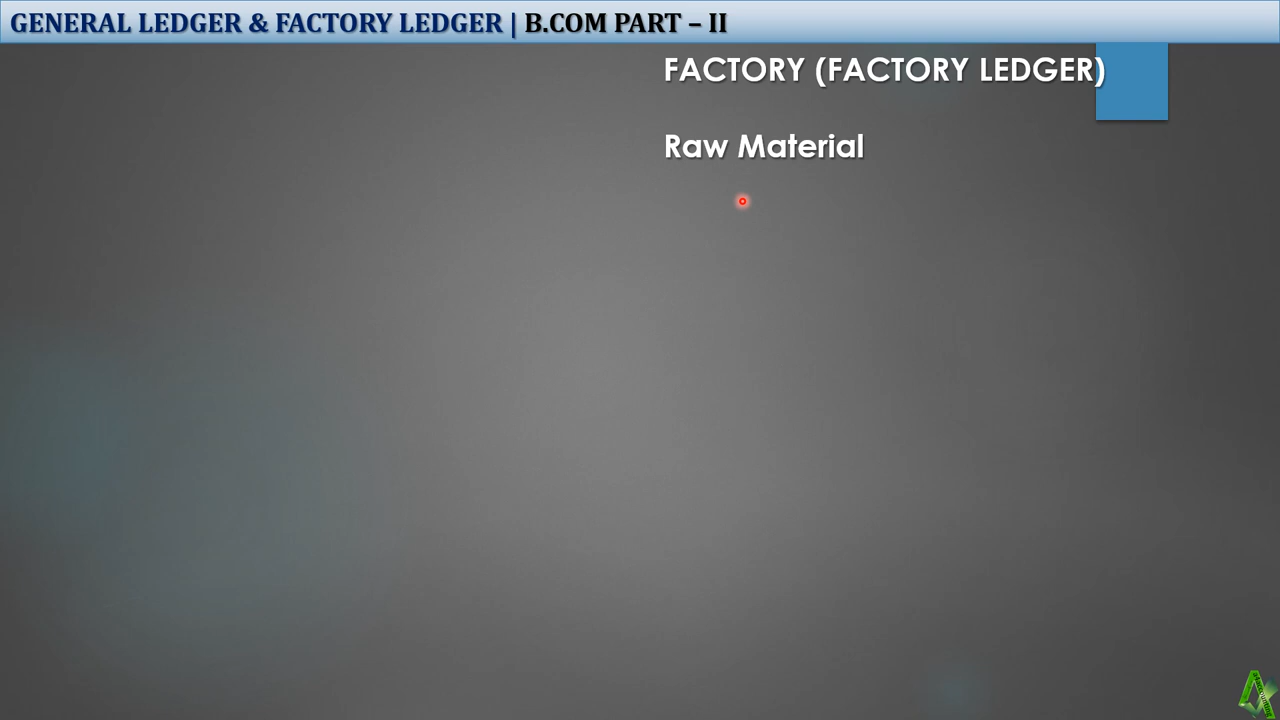 GENERAL LEDGER & FACTORY LEDGER | B.COM PART – II
FACTORY (FACTORY LEDGER)
Raw Material